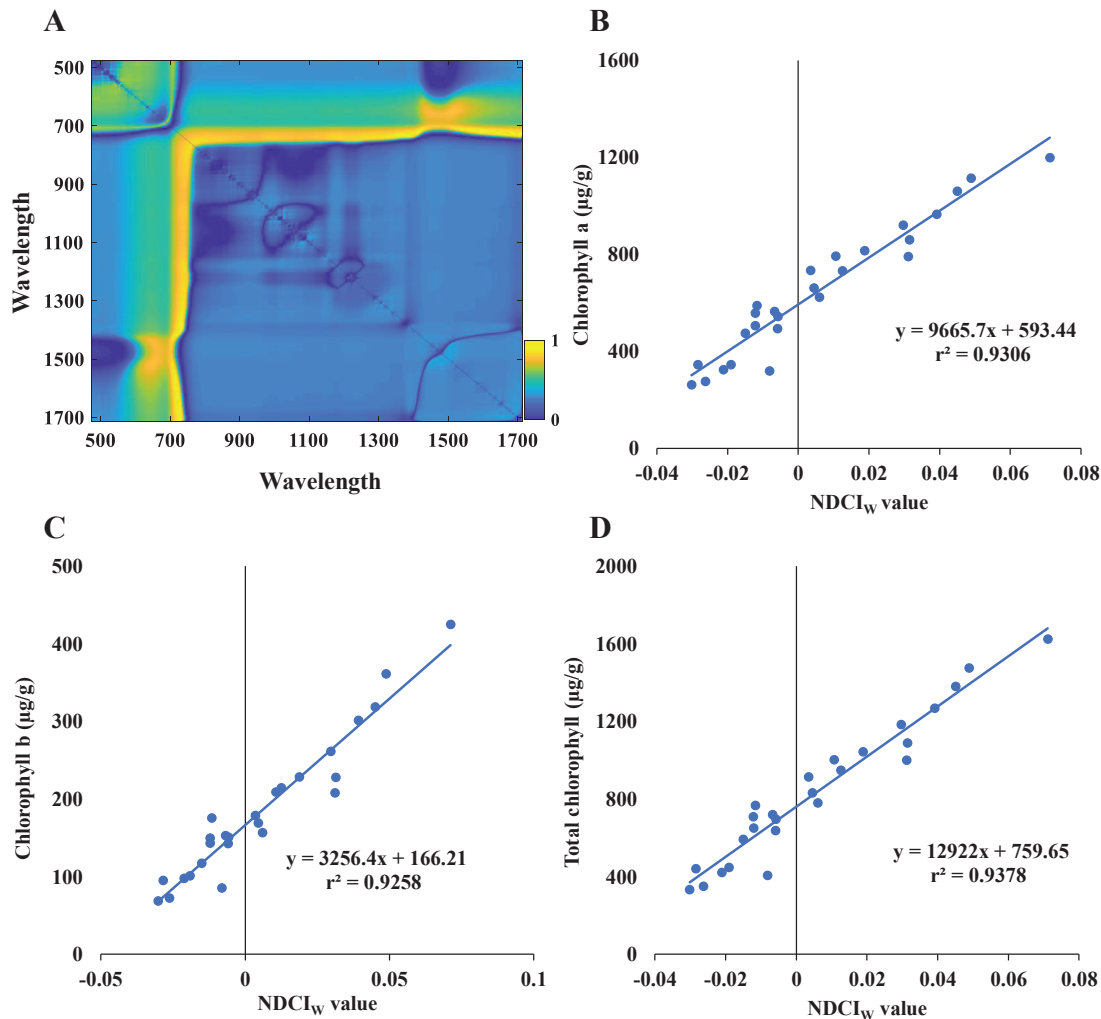 A
500
700
900
1100
1300
1500
1700
Wavelength
500 700 900 1100 1300 1500 1700
Wavelength
1
0
B
1600
1200
800
400
0
Chlorophyll a (µg/g)
y = 9665.7x + 593.44
r² = 0.9306
-0.04 -0.02 0 0.02 0.04 0.06 0.08
NDCI_W value
C
500
400
300
200
100
0
Chlorophyll b (µg/g)
y = 3256.4x + 166.21
r² = 0.9258
-0.05 0 0.05 0.1
NDCI_W value
D
2000
1600
1200
800
400
0
Total chlorophyll (µg/g)
y = 12922x + 759.65
r² = 0.9378
-0.04 -0.02 0 0.02 0.04 0.06 0.08
NDCI_W value